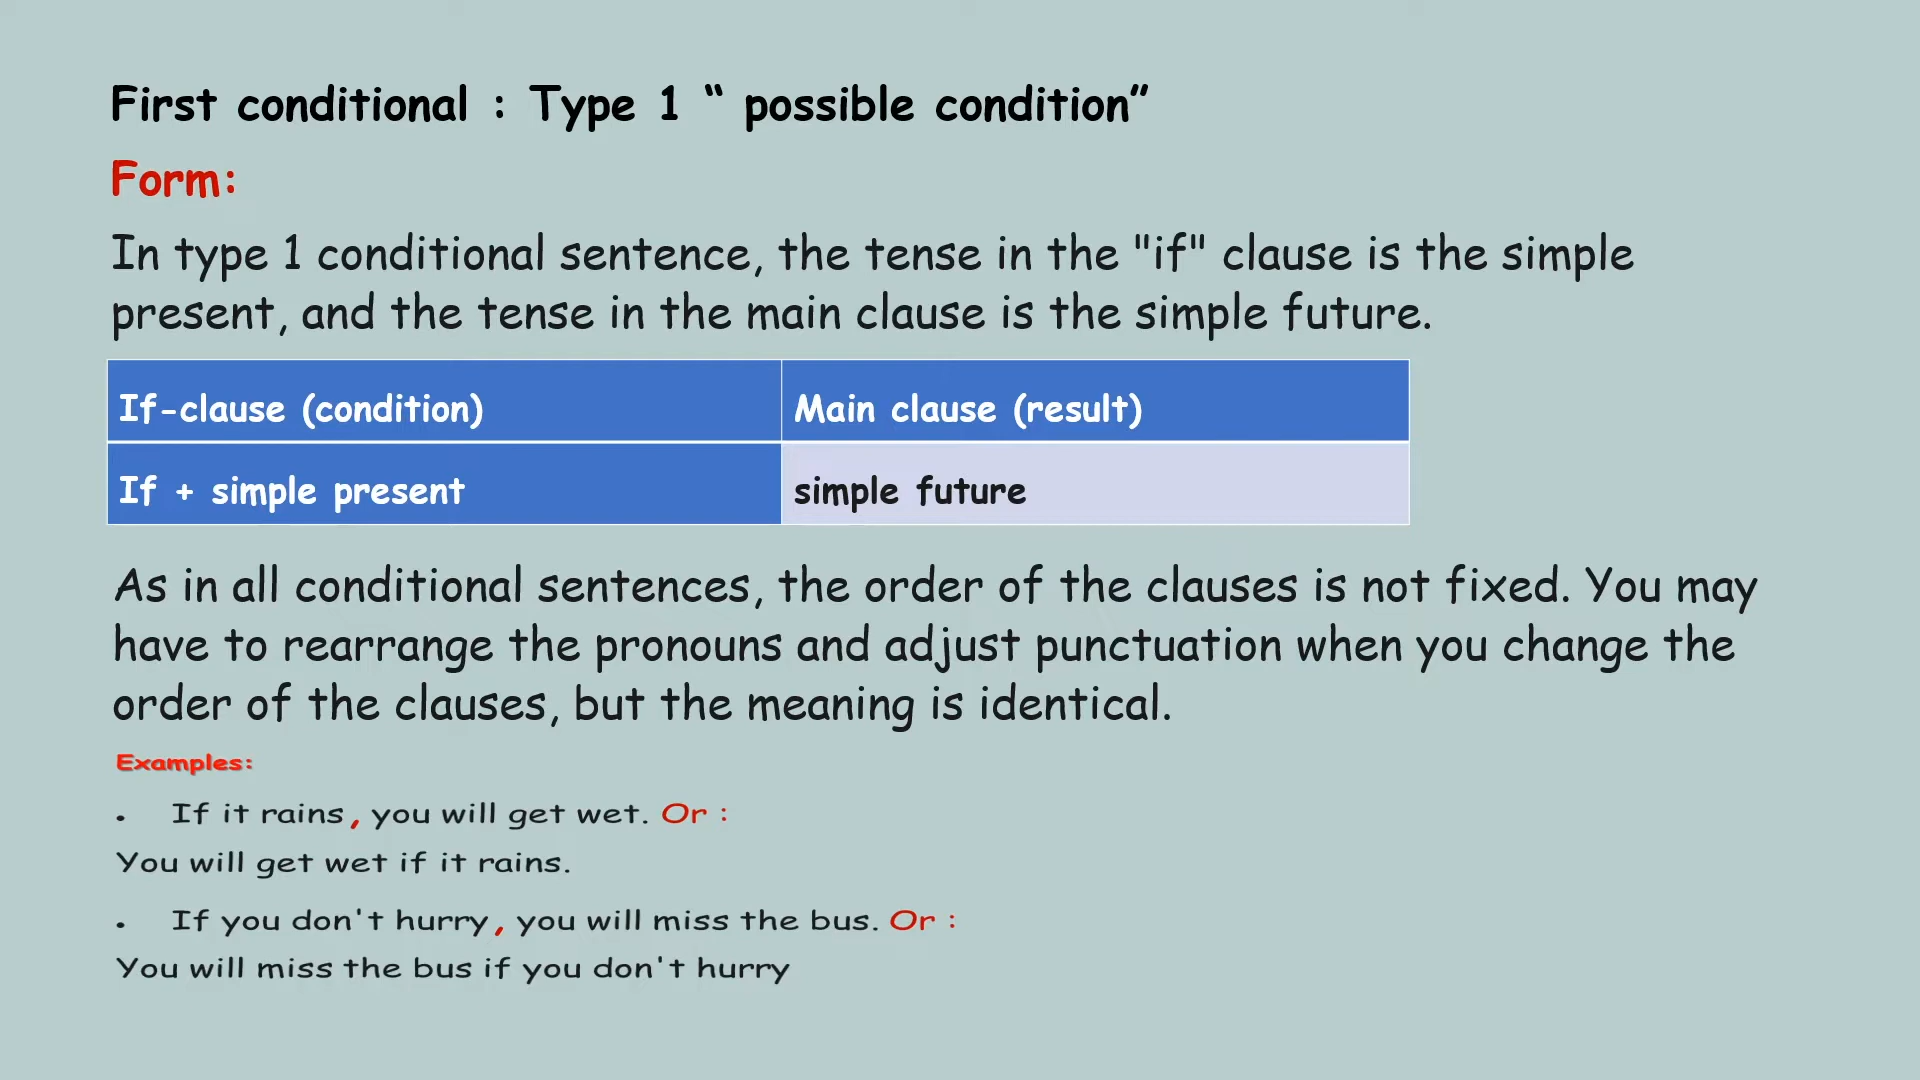 First conditional : Type 1 “ possible condition”
Form:
In type 1 conditional sentence, the tense in the "if" clause is the simple
present, and the tense in the main clause is the simple future.
If-clause (condition) Main clause (result)
If + simple present simple future
As in all conditional sentences, the order of the clauses is not fixed. You may
have to rearrange the pronouns and adjust punctuation when you change the
order of the clauses, but the meaning is identical.
Examples:
• If it rains, you will get wet. Or :
You will get wet if it rains.
• If you don't hurry, you will miss the bus. Or :
You will miss the bus if you don't hurry